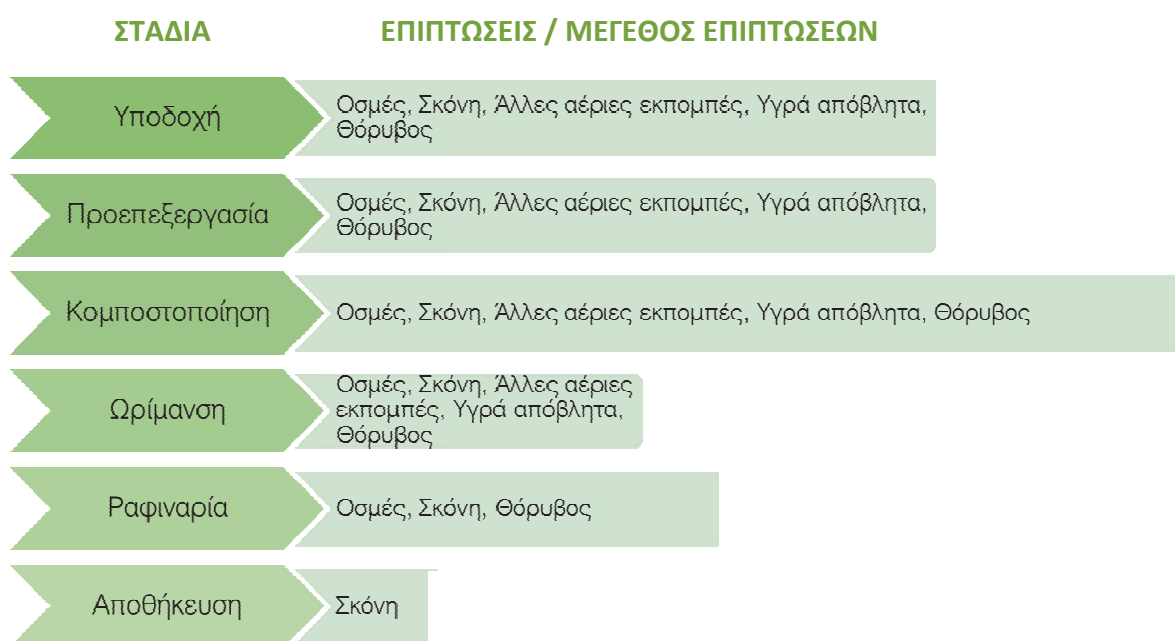 ΣΤΑΔΙΑ
ΕΠΙΠΤΩΣΕΙΣ / ΜΕΓΕΘΟΣ ΕΠΙΠΤΩΣΕΩΝ
Υποδοχή
Οσμές, Σκόνη, Άλλες αέριες εκπομπές, Υγρά απόβλητα,
Θόρυβος
Προεπεξεργασία
Οσμές, Σκόνη, Άλλες αέριες εκπομπές, Υγρά απόβλητα,
Θόρυβος
Κομποστοποίηση
Οσμές, Σκόνη, Άλλες αέριες εκπομπές, Υγρά απόβλητα, Θόρυβος
Ωρίμανση
Οσμές, Σκόνη, Άλλες αέριες
εκπομπές, Υγρά απόβλητα,
Θόρυβος
Ραφιναρία
Οσμές, Σκόνη, Θόρυβος
Αποθήκευση
Σκόνη